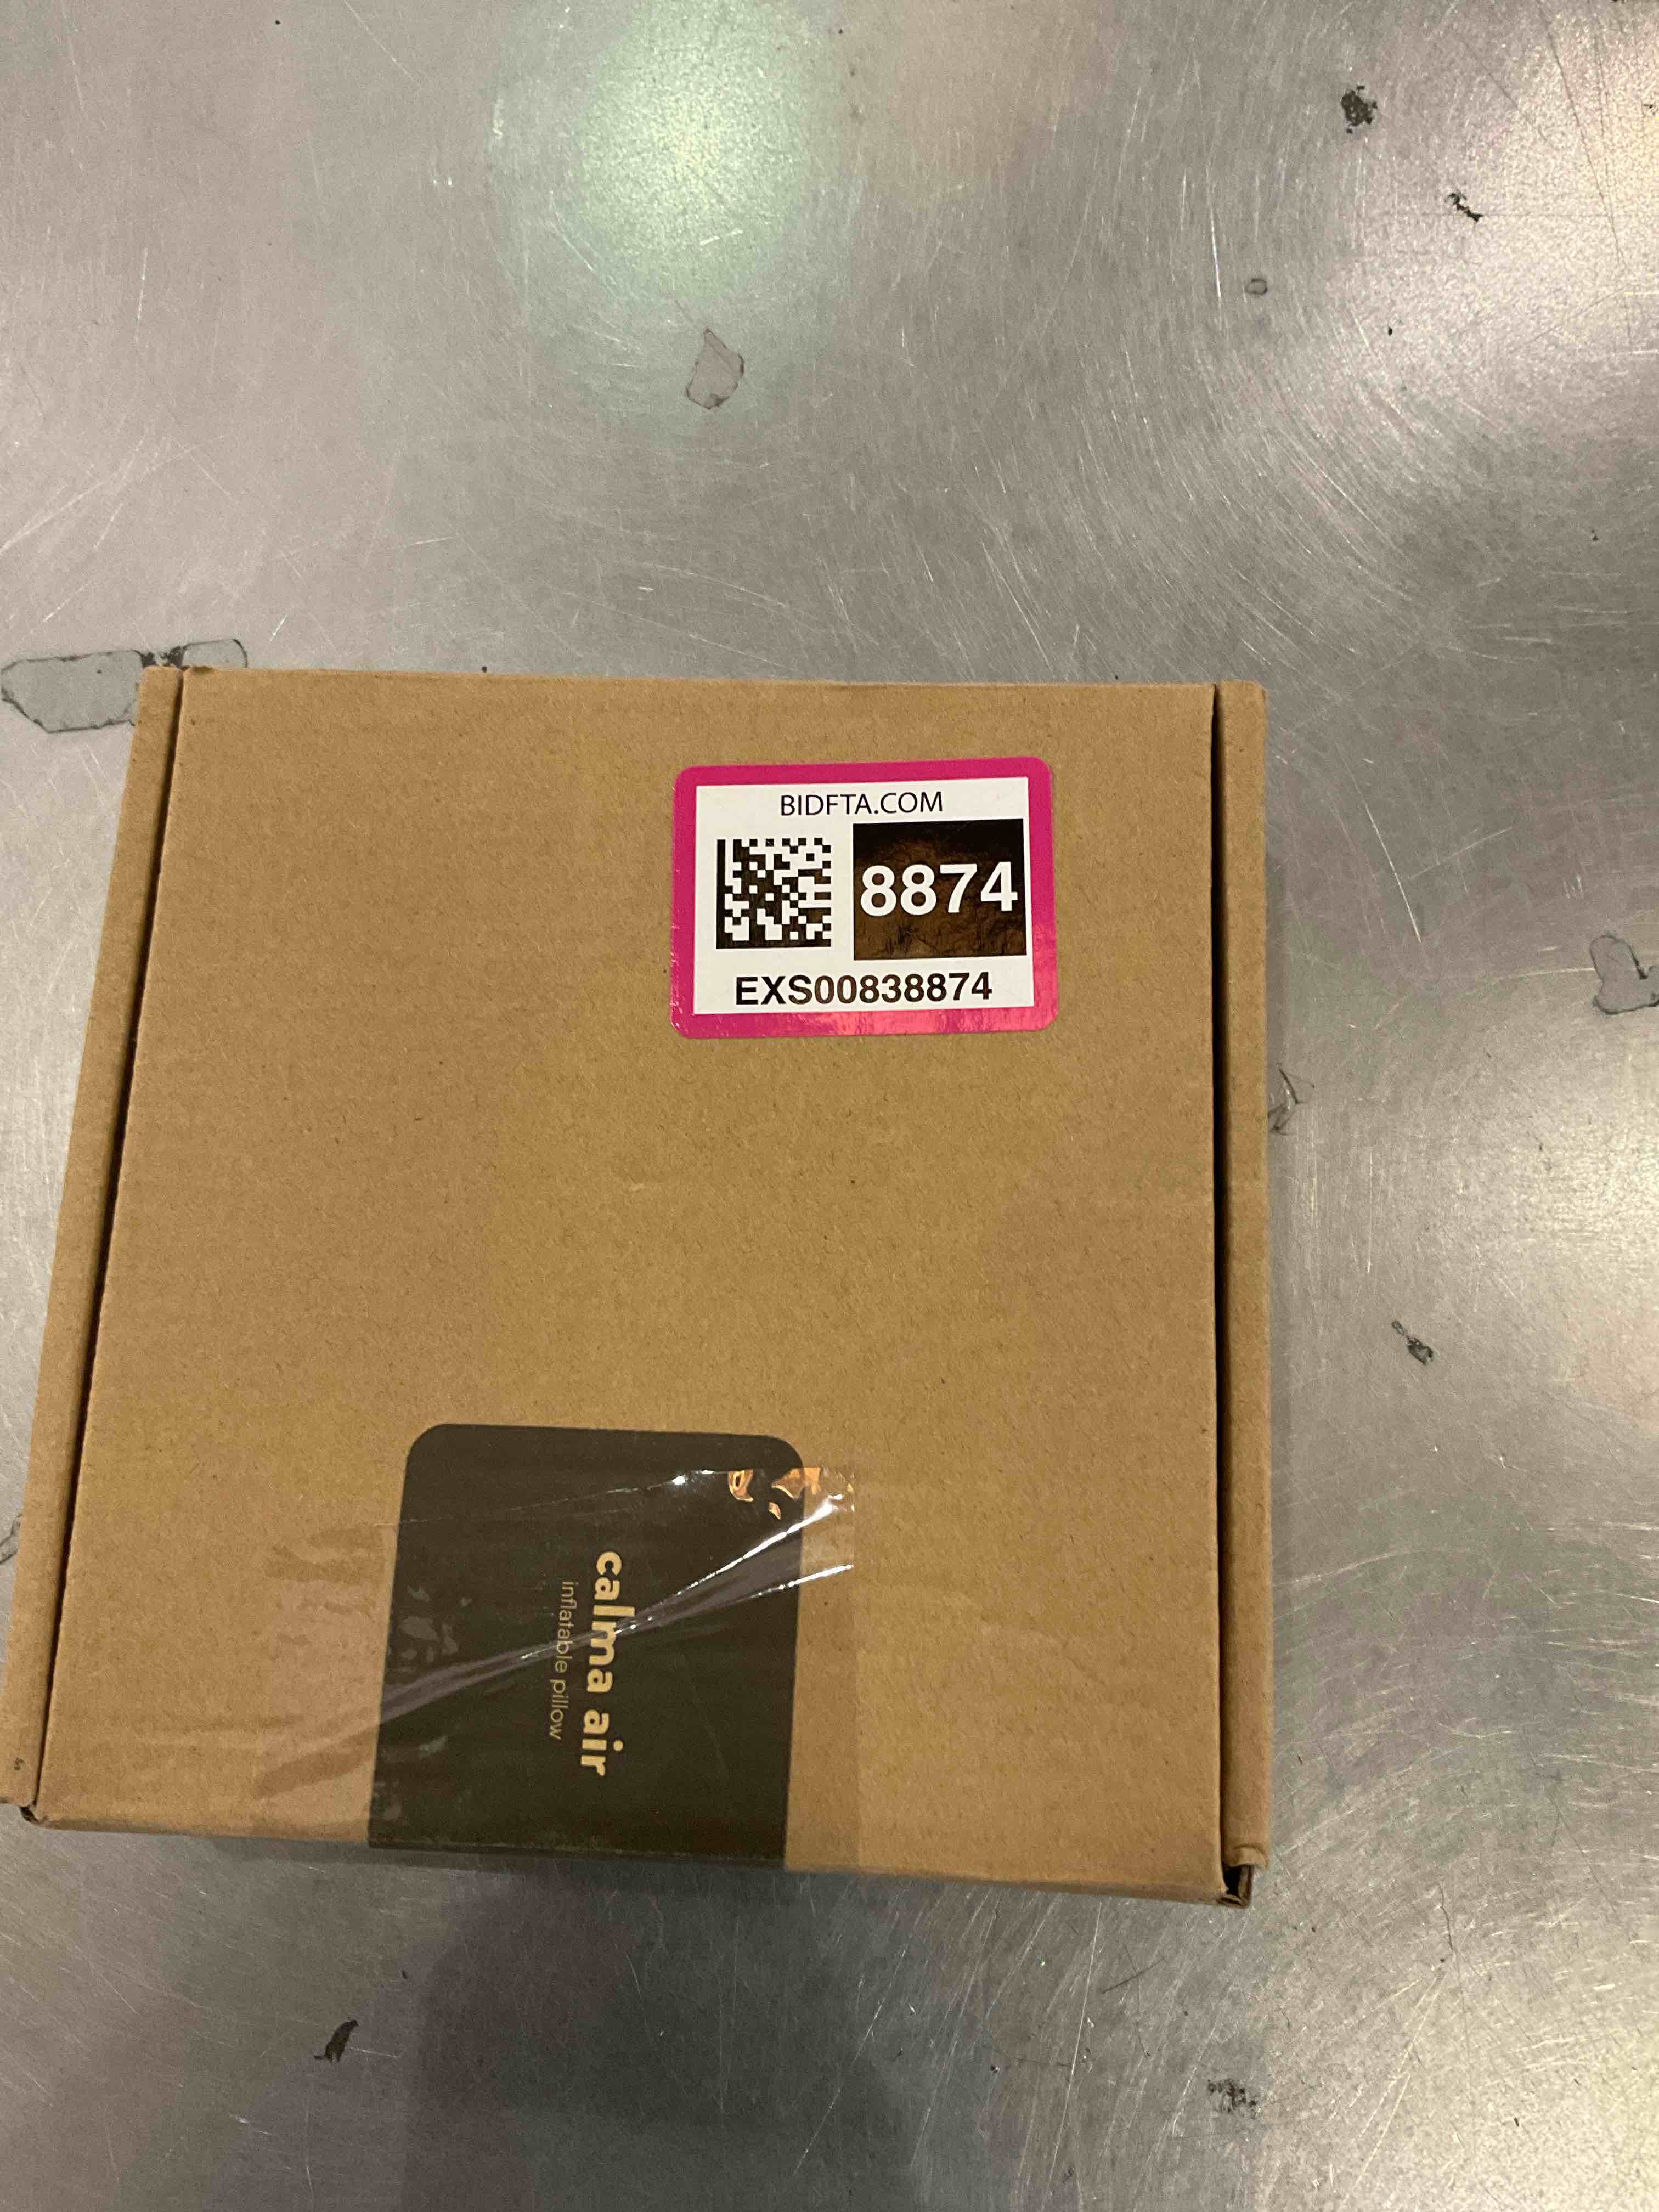 BIDFTA.COM
8874
EXS00838874
calma air
inflatable pillow